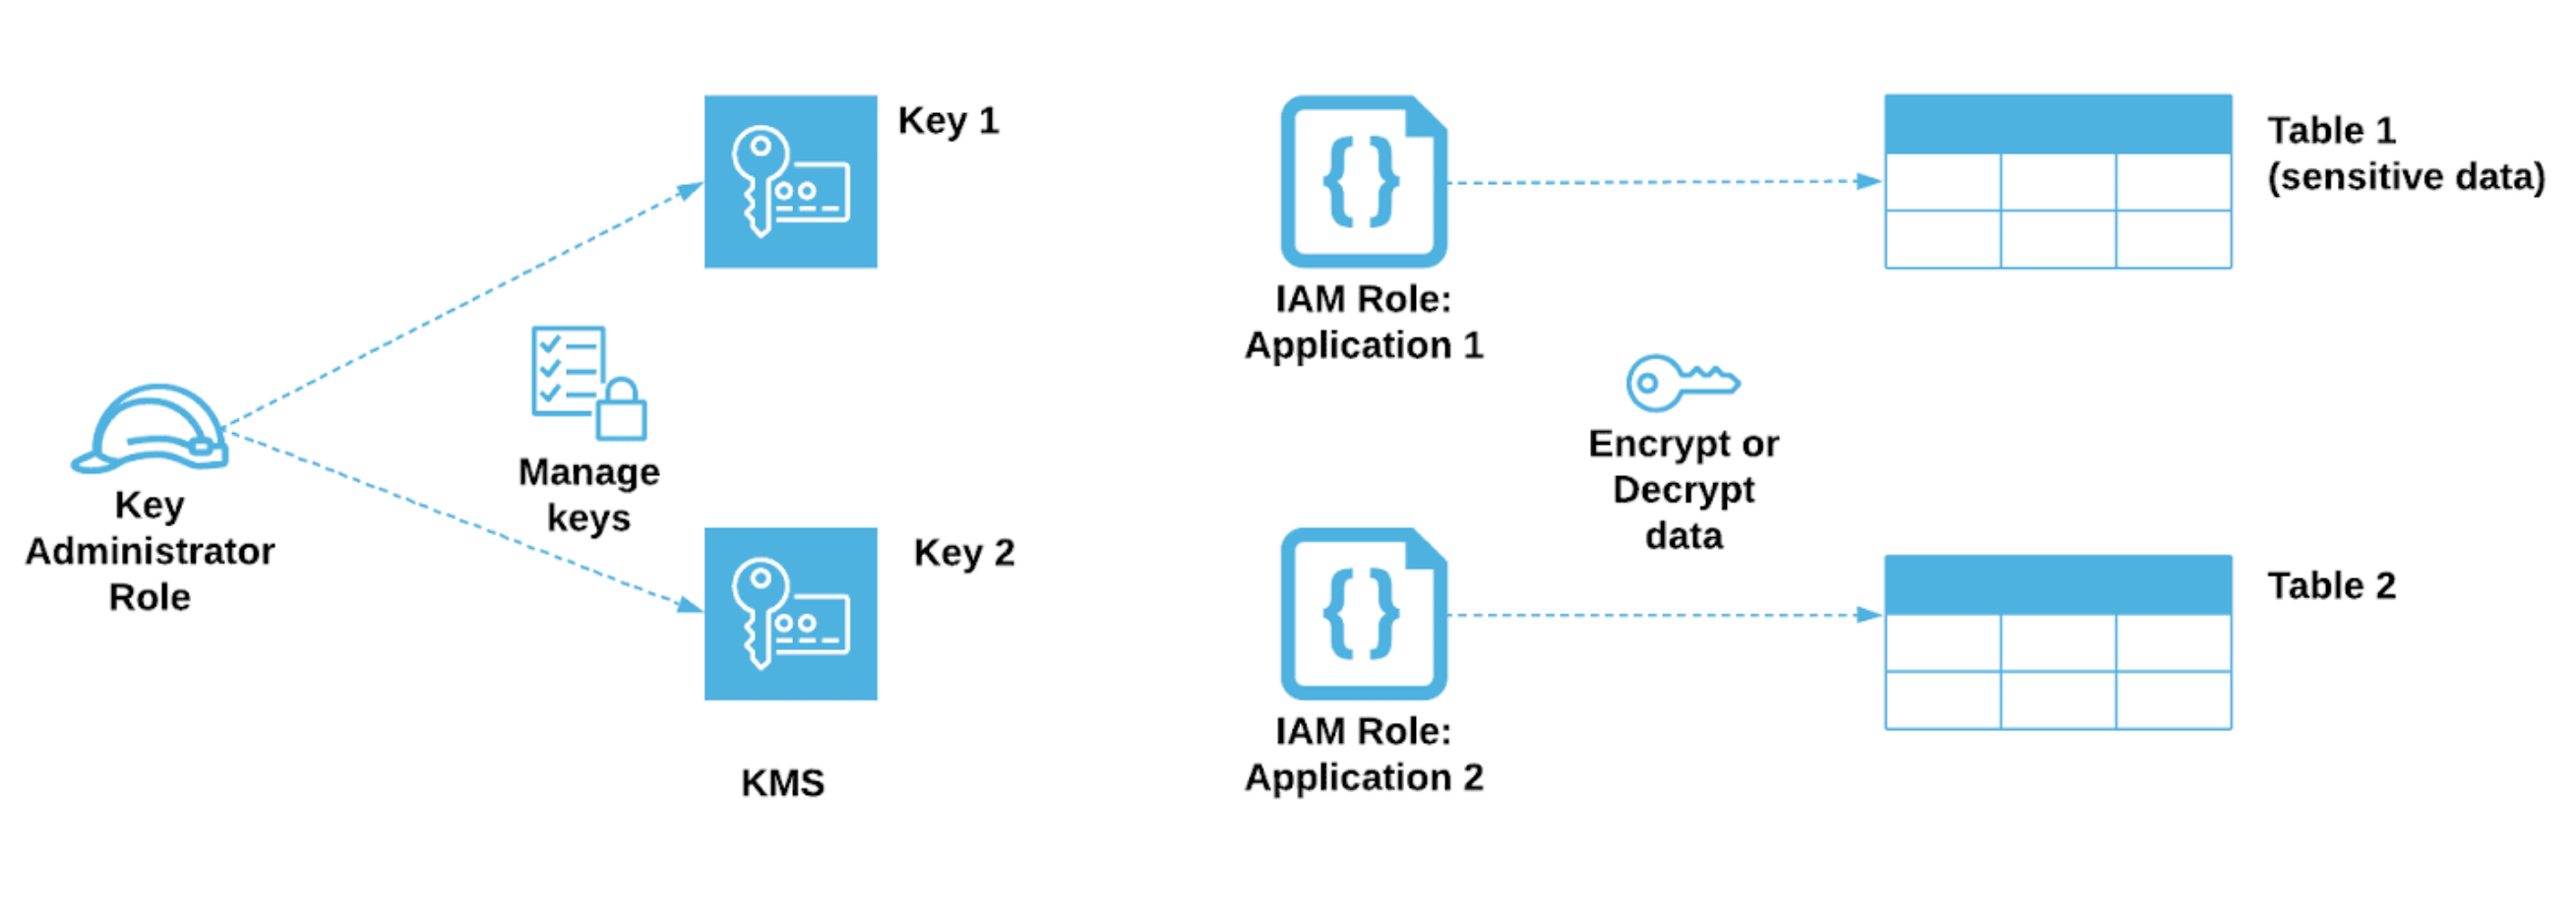 Key 1
Table 1
(sensitive data)
IAM Role:
Application 1
Manage
keys
Encrypt or
Decrypt
data
Key
Administrator
Role
Key 2
Table 2
IAM Role:
Application 2
KMS